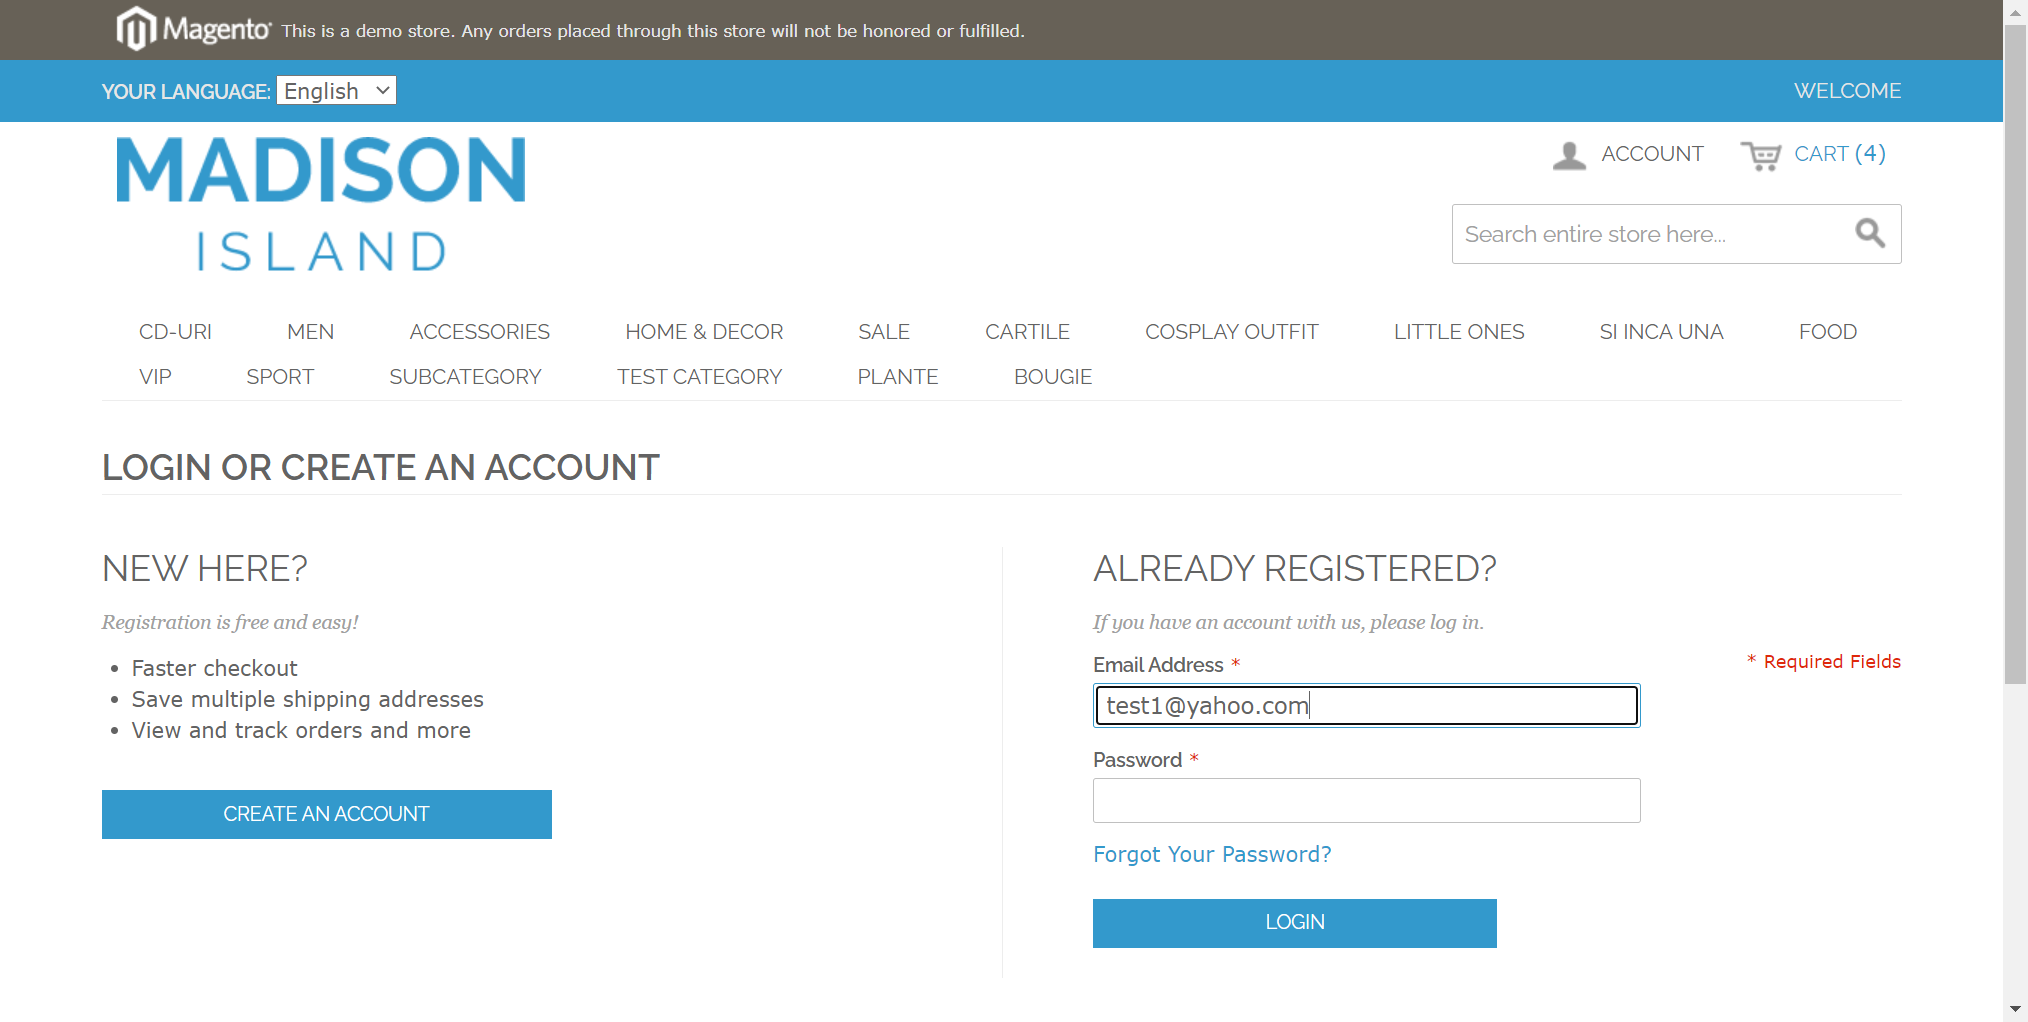 Magento® This is a demo store. Any orders placed through this store will not be honored or fulfilled.
YOUR LANGUAGE: English WELCOME
MADISON
ISLAND
ACCOUNT CART (4)
Search entire store here...
CD-URI MEN ACCESSORIES HOME & DECOR SALE CARTILE COSPLAY OUTFIT LITTLE ONES SI INCA UNA FOOD
VIP SPORT SUBCATEGORY TEST CATEGORY PLANTE BOUGIE
LOGIN OR CREATE AN ACCOUNT
NEW HERE?
Registration is free and easy!
• Faster checkout
• Save multiple shipping addresses
• View and track orders and more
CREATE AN ACCOUNT
ALREADY REGISTERED?
If you have an account with us, please log in.
* Required Fields
Email Address *
test1@yahoo.com
Password *
Forgot Your Password?
LOGIN